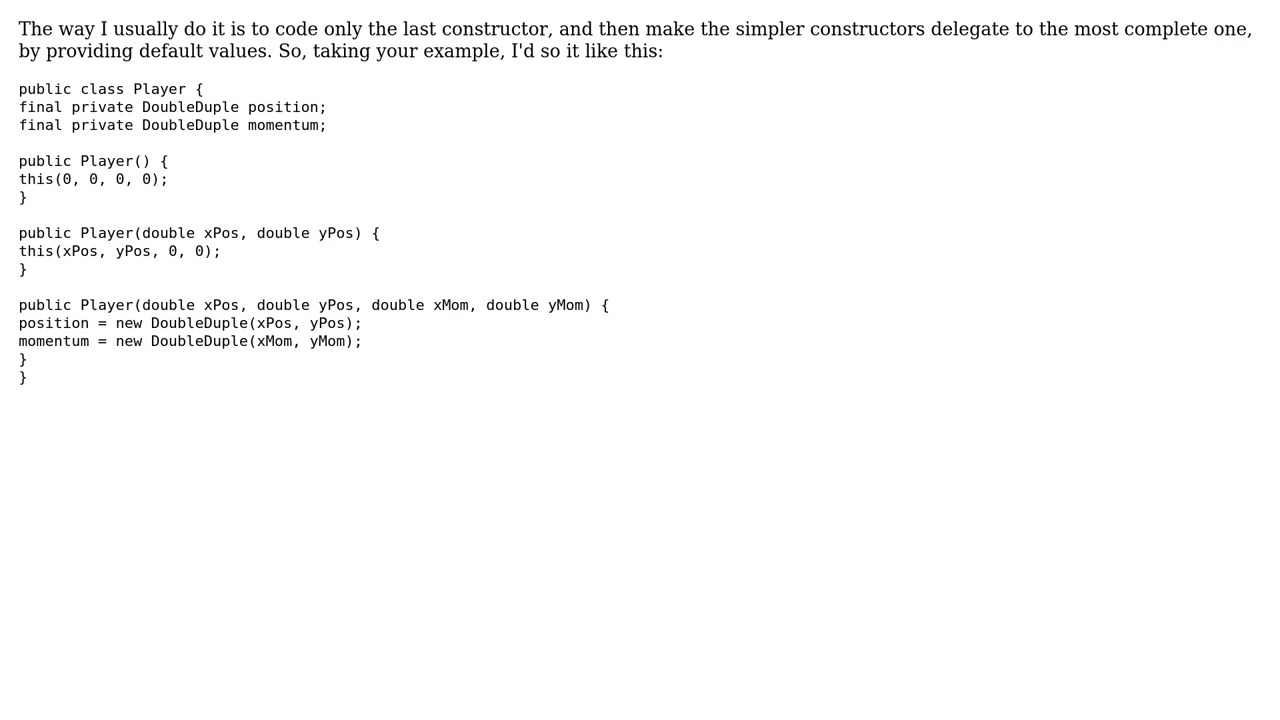 The way I usually do it is to code only the last constructor, and then make the simpler constructors delegate to the most complete one,
by providing default values. So, taking your example, I'd so it like this:
public class Player {
final private DoubleDuple position;
final private DoubleDuple momentum;
public Player() {
this(0, 0, 0, 0);
}
public Player(double xPos, double yPos) {
this(xPos, yPos, 0, 0);
}
public Player(double xPos, double yPos, double xMom, double yMom) {
position = new DoubleDuple(xPos, yPos);
momentum = new DoubleDuple(xMom, yMom);
}
}